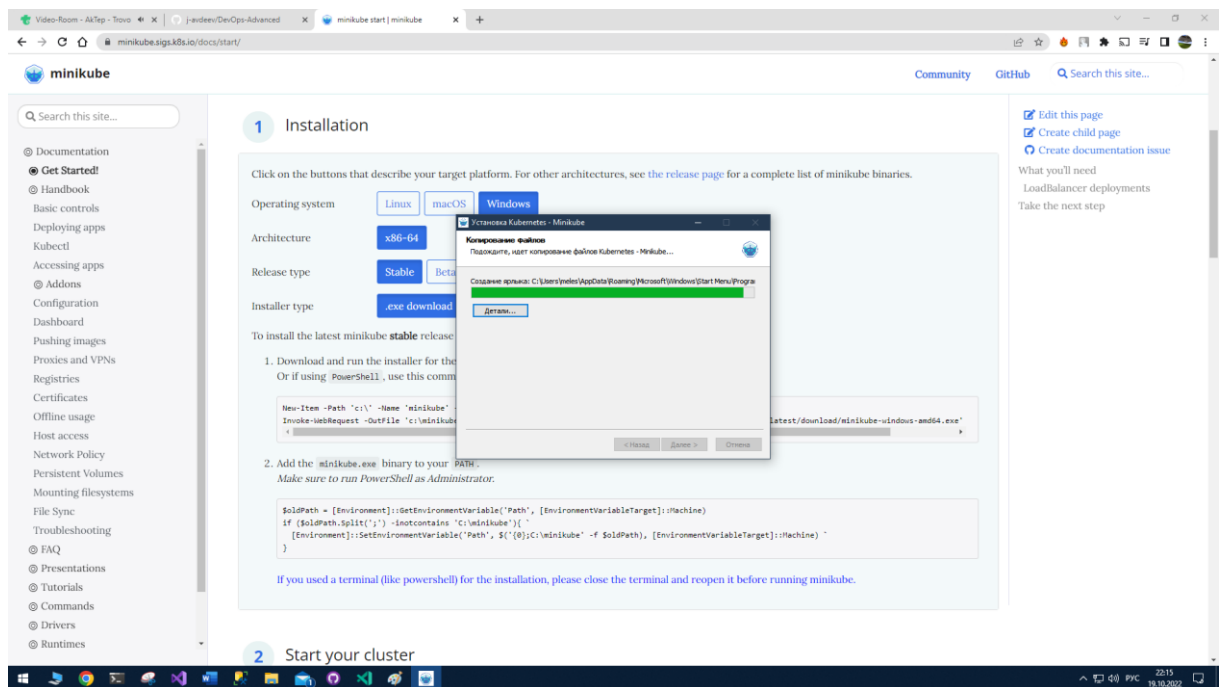 Video-Room - AkTep - Trovo
j-avdeev/DevOps-Advanced
minikube start | minikube
minikube.sigs.k8s.io/docs/start/
minikube
Community
GitHub
Search this site...
Search this site...
Documentation
Get Started!
Handbook
Basic controls
Deploying apps
Kubectl
Accessing apps
Addons
Configuration
Dashboard
Pushing images
Proxies and VPNs
Registries
Certificates
Offline usage
Host access
Network Policy
Persistent Volumes
Mounting filesystems
File Sync
Troubleshooting
FAQ
Presentations
Tutorials
Commands
Drivers
Runtimes
1 Installation
Click on the buttons that describe your target platform. For other architectures, see the release page for a complete list of minikube binaries.
Operating system Linux macOS Windows
Architecture x86-64
Release type Stable Beta
Installer type .exe download
To install the latest minikube stable release
1. Download and run the installer for the
Or if using PowerShell , use this comm
New-Item -Path 'c:\' -Name 'minikube' -
Invoke-WebRequest -OutFile 'c:\minikube latest/download/minikube-windows-amd64.exe'
2. Add the minikube.exe binary to your PATH .
Make sure to run PowerShell as Administrator.
$oldPath = [Environment]::GetEnvironmentVariable('Path', [EnvironmentVariableTarget]::Machine)
if ($oldPath.Split(';') -inotcontains 'C:\minikube'){ `
[Environment]::SetEnvironmentVariable('Path', $('{0};C:\minikube' -f $oldPath), [EnvironmentVariableTarget]::Machine) `
}
If you used a terminal (like powershell) for the installation, please close the terminal and reopen it before running minikube.
2 Start your cluster
Установка Kubernetes - Minikube
Копирование файлов
Подождите, идет копирование файлов Kubernetes - Minikube...
Создание ярлыка: C:\Users\meles\AppData\Roaming\Microsoft\Windows\Start Menu\Progra
Детали...
< Назад
Далее >
Отмена
Edit this page
Create child page
Create documentation issue
What you'll need
LoadBalancer deployments
Take the next step
РУС
22:15
19.10.2022